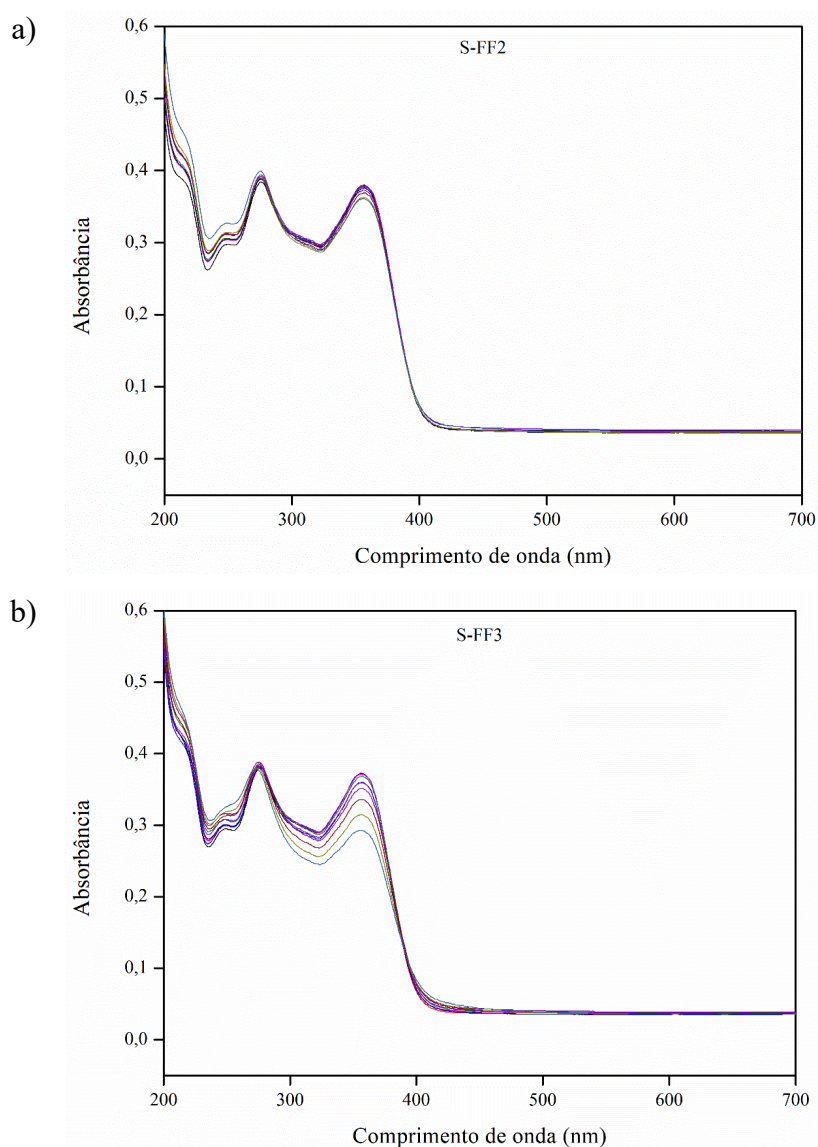 a)
S-FF2
0,6
0,5
0,4
0,3
0,2
0,1
0,0
Absorbância
200 300 400 500 600 700
Comprimento de onda (nm)
b)
S-FF3
0,6
0,5
0,4
0,3
0,2
0,1
0,0
Absorbância
200 300 400 500 600 700
Comprimento de onda (nm)